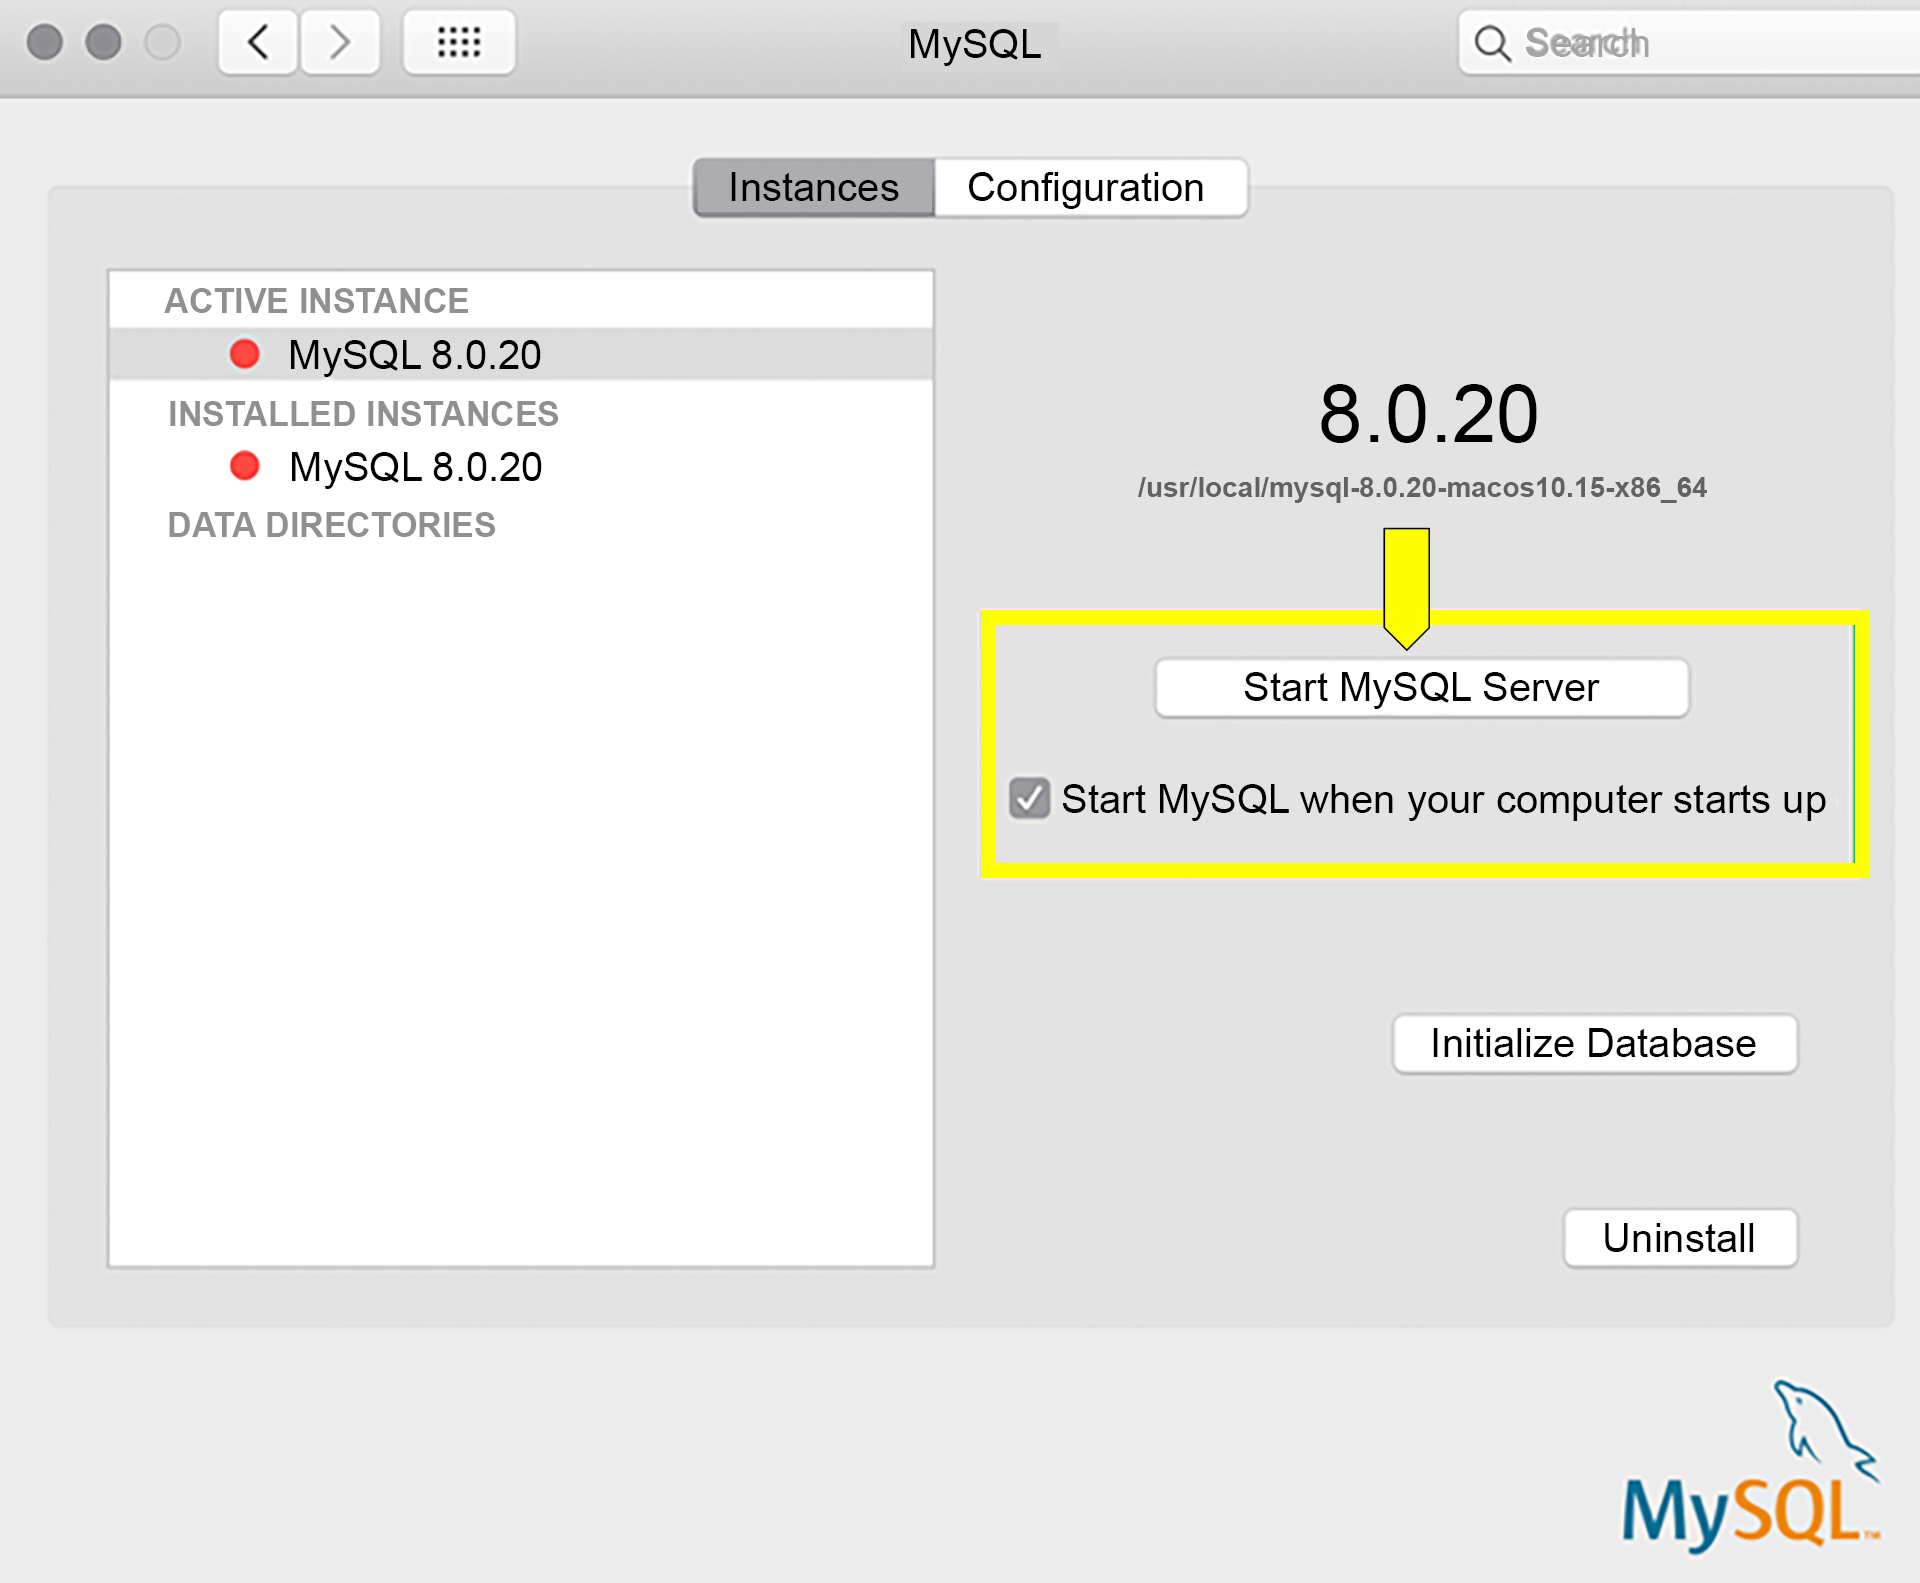 MySQL
Search
Instances
Configuration
ACTIVE INSTANCE
MySQL 8.0.20
INSTALLED INSTANCES
MySQL 8.0.20
DATA DIRECTORIES
8.0.20
/usr/local/mysql-8.0.20-macos10.15-x86_64
Start MySQL Server
Start MySQL when your computer starts up
Initialize Database
Uninstall
MySQL™